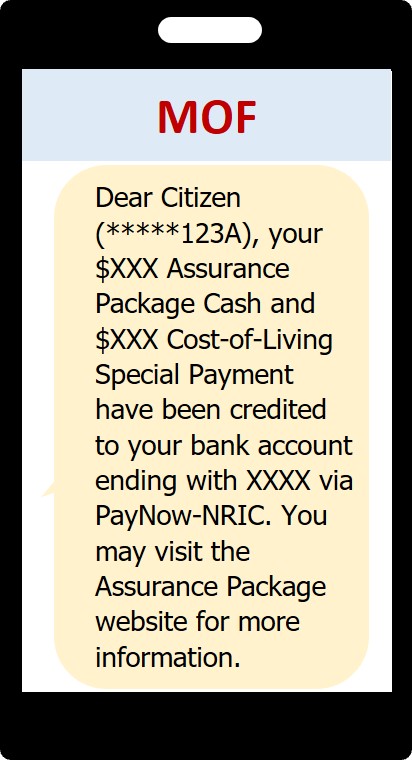 MOF
Dear Citizen
(*****123A), your
$XXX Assurance
Package Cash and
$XXX Cost-of-Living
Special Payment
have been credited
to your bank account
ending with XXXX via
PayNow-NRIC. You
may visit the
Assurance Package
website for more
information.